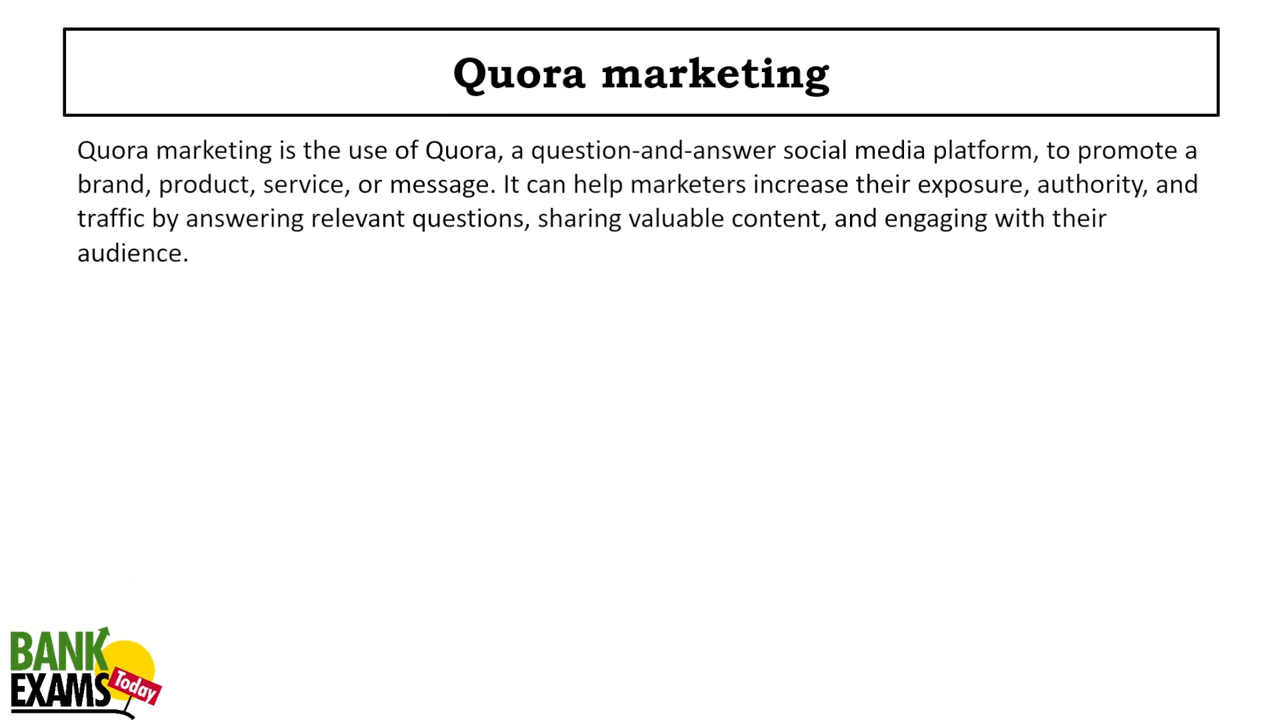 Quora marketing
Quora marketing is the use of Quora, a question-and-answer social media platform, to promote a
brand, product, service, or message. It can help marketers increase their exposure, authority, and
traffic by answering relevant questions, sharing valuable content, and engaging with their
audience.
BANK
EXAMS
Today